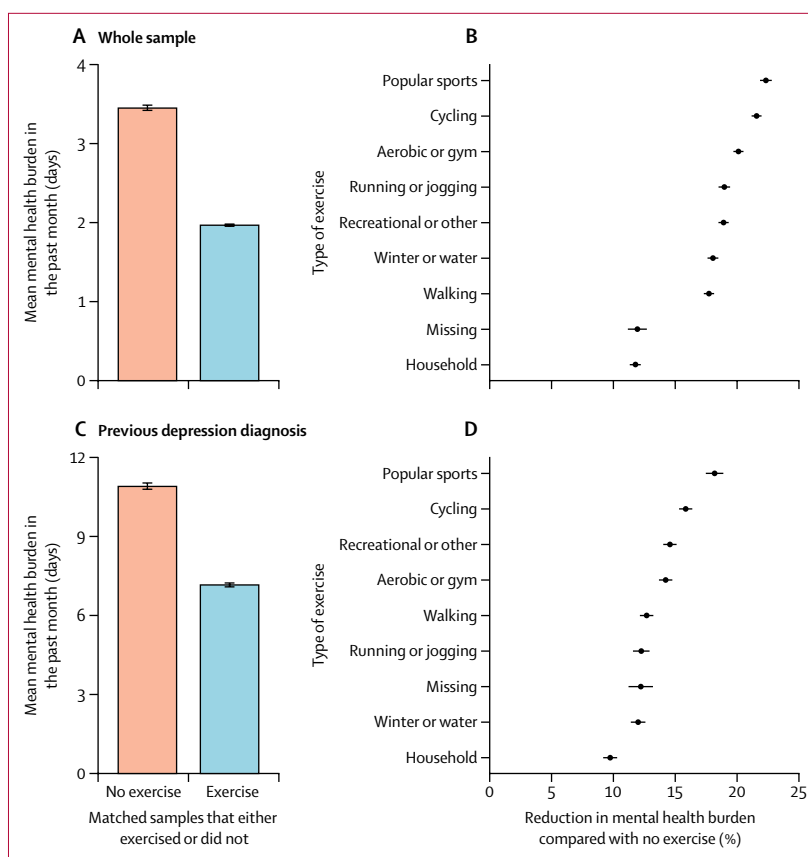 A Whole sample
Mean mental health burden in
the past month (days)
4
3
2
1
0
B
Type of exercise
Popular sports
Cycling
Aerobic or gym
Running or jogging
Recreational or other
Winter or water
Walking
Missing
Household
C Previous depression diagnosis
Mean mental health burden in
the past month (days)
12
9
6
3
0
No exercise Exercise
Matched samples that either
exercised or did not
D
Type of exercise
Popular sports
Cycling
Recreational or other
Aerobic or gym
Walking
Running or jogging
Missing
Winter or water
Household
0 5 10 15 20 25
Reduction in mental health burden
compared with no exercise (%)